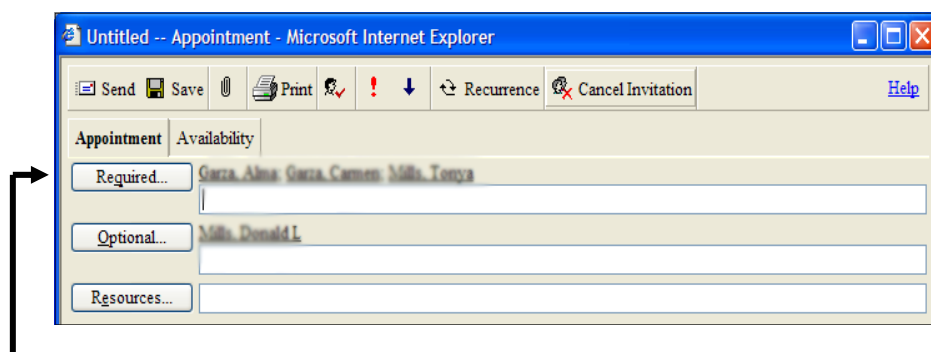 Untitled -- Appointment - Microsoft Internet Explorer
Send Save Print Recurrence Cancel Invitation Help
Appointment Availability
Required... Garza, Alma; Garza, Carmen; Mills, Tonya
Optional... Mills, Donald L
Resources...